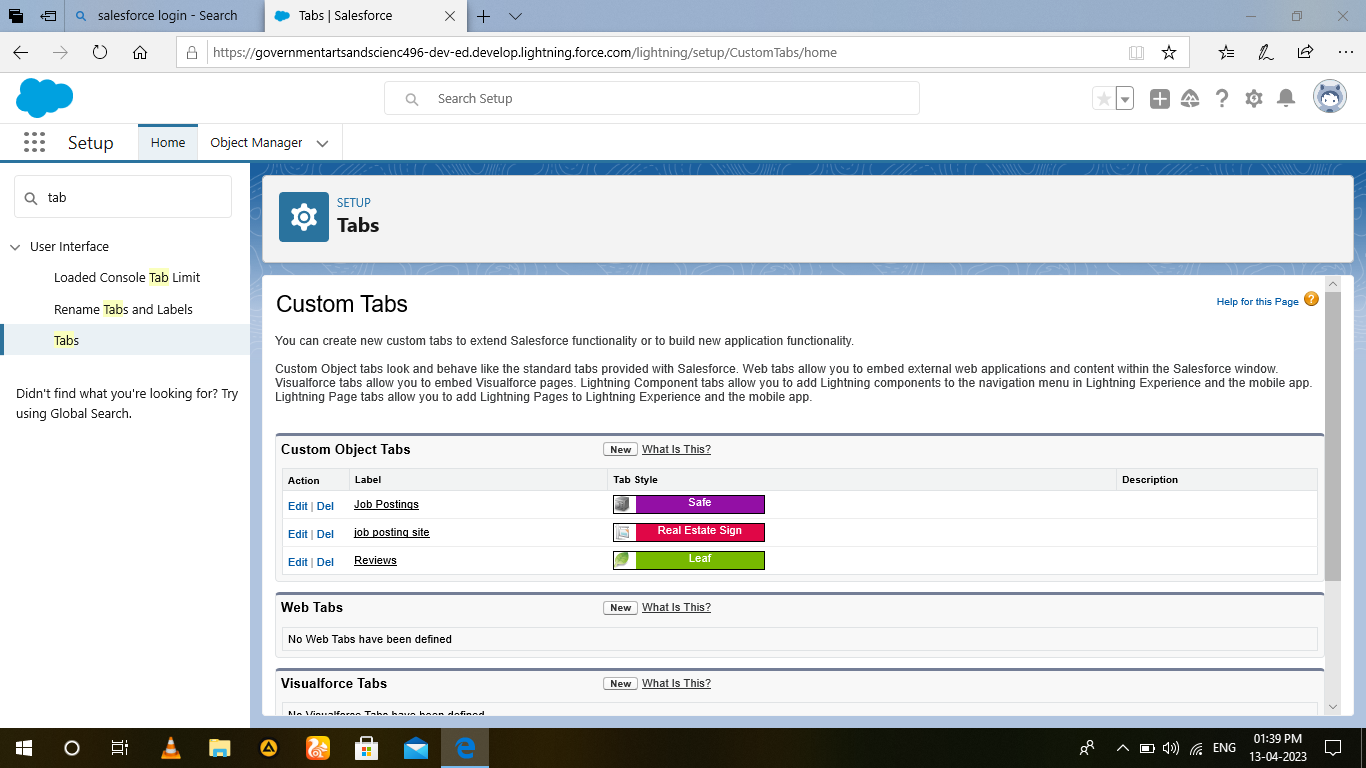 salesforce login - Search
Tabs | Salesforce
https://governmentartsandscienc496-dev-ed.develop.lightning.force.com/lightning/setup/CustomTabs/home
Search Setup
Setup
Home
Object Manager
tab
User Interface
Loaded Console Tab Limit
Rename Tabs and Labels
Tabs
Didn't find what you're looking for? Try
using Global Search.
SETUP
Tabs
Custom Tabs
Help for this Page ?
You can create new custom tabs to extend Salesforce functionality or to build new application functionality.
Custom Object tabs look and behave like the standard tabs provided with Salesforce. Web tabs allow you to embed external web applications and content within the Salesforce window.
Visualforce tabs allow you to embed Visualforce pages. Lightning Component tabs allow you to add Lightning components to the navigation menu in Lightning Experience and the mobile app.
Lightning Page tabs allow you to add Lightning Pages to Lightning Experience and the mobile app.
Custom Object Tabs New What Is This?
Action Label Tab Style Description
Edit | Del Job Postings Safe
Edit | Del job posting site Real Estate Sign
Edit | Del Reviews Leaf
Web Tabs New What Is This?
No Web Tabs have been defined
Visualforce Tabs New What Is This?
No Visualforce Tabs have been defined
ENG
01:39 PM
13-04-2023